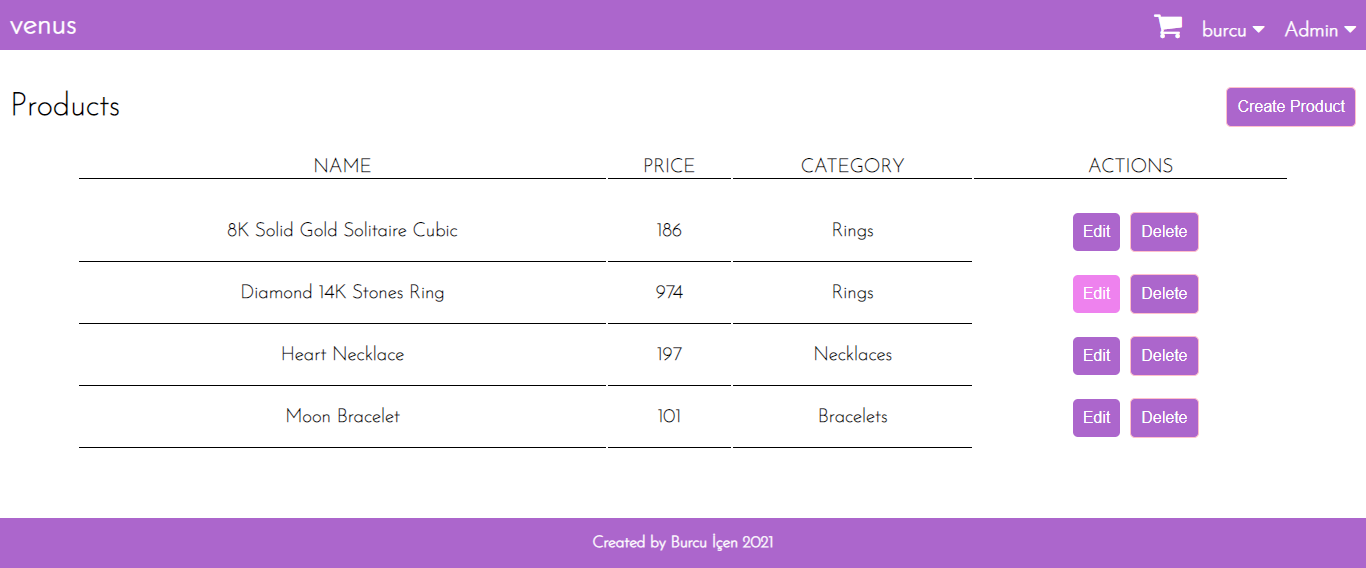 venus burcu Admin
Products Create Product
NAME PRICE CATEGORY ACTIONS
8K Solid Gold Solitaire Cubic 186 Rings Edit Delete
Diamond 14K Stones Ring 974 Rings Edit Delete
Heart Necklace 197 Necklaces Edit Delete
Moon Bracelet 101 Bracelets Edit Delete
Created by Burcu İçen 2021